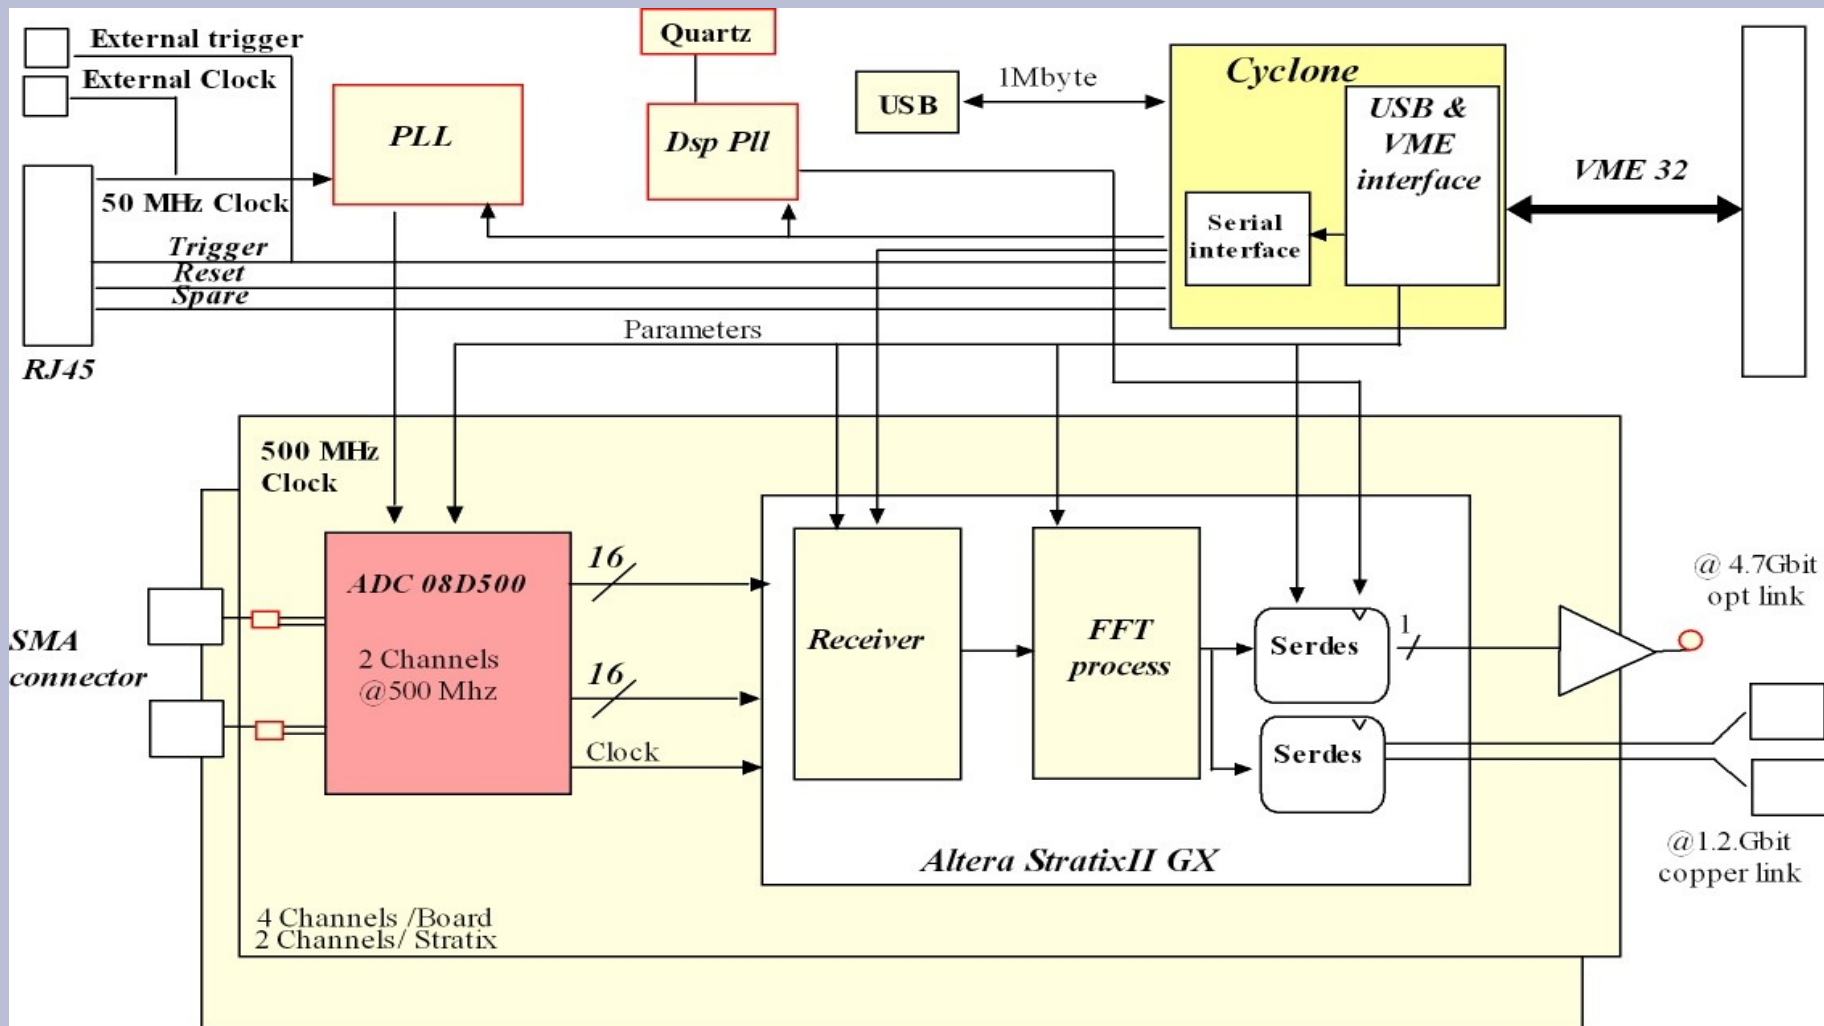 External trigger
External Clock
Quartz
PLL
Dsp Pll
USB
1Mbyte
Cyclone
USB &
VME
interface
Serial
interface
VME 32
50 MHz Clock
Trigger
Reset
Spare
RJ45
Parameters
500 MHz
Clock
ADC 08D500
2 Channels
@500 Mhz
16
16
Clock
Receiver
FFT
process
Serdes
Serdes
1
@ 4.7Gbit
opt link
SMA
connector
@1.2.Gbit
copper link
Altera StratixII GX
4 Channels /Board
2 Channels/ Stratix